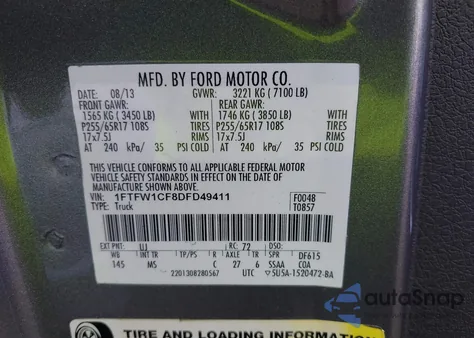 MFD. BY FORD MOTOR CO.
DATE: 08/13 GVWR: 3221 KG ( 7100 LB)
FRONT GAWR: REAR GAWR:
1565 KG ( 3450 LB) WITH 1746 KG ( 3850 LB) WITH
P255/65R17 108S TIRES P255/65R17 108S TIRES
17x7.5J RIMS 17x7.5J RIMS
AT 240 kPa/ 35 PSI COLD AT 240 kPa/ 35 PSI COLD
THIS VEHICLE CONFORMS TO ALL APPLICABLE FEDERAL MOTOR
VEHICLE SAFETY STANDARDS IN EFFECT ON THE DATE OF
MANUFACTURE SHOWN ABOVE.
VIN: 1FTFW1CF8DFD49411 F0048
TYPE: Truck T0857
EXT PNT: UJ RC: 72 DSO:
WB INT TR TP/PS R AXLE TR SPR DF615
145 MS C 27 6 SSAA COA
2201308280567 UTC 5U5A-1520472-BA
autoSnap
TIRE AND LOADING INFORMATION